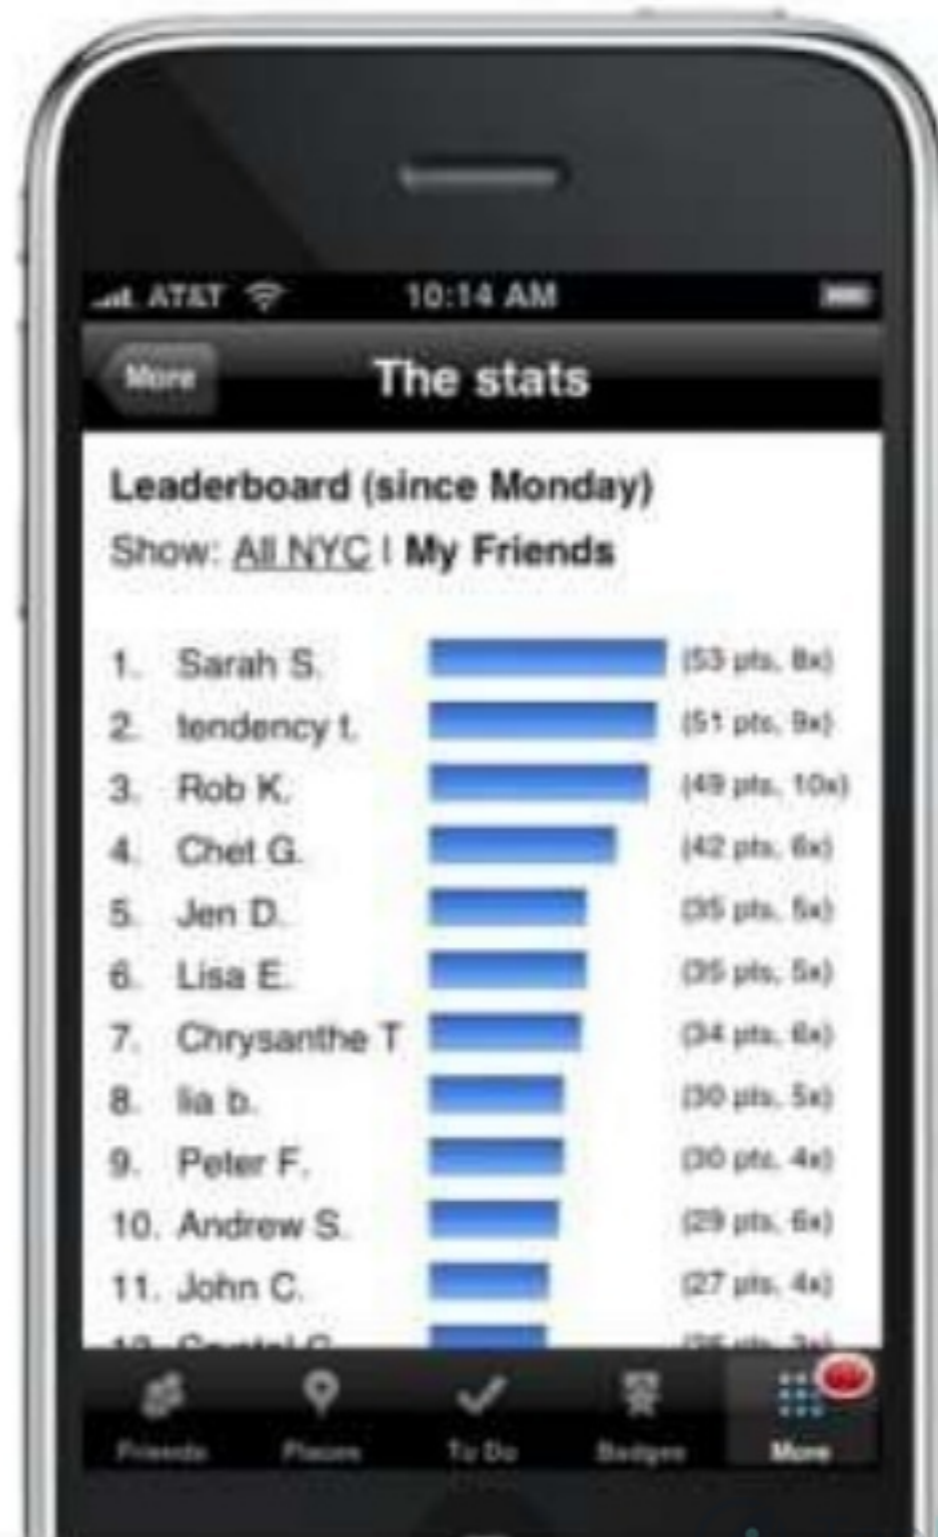 AT&T 10:14 AM
More The stats
Leaderboard (since Monday)
Show: All NYC | My Friends
1. Sarah S. (53 pts, 8x)
2. tendency t. (51 pts, 9x)
3. Rob K. (49 pts, 10x)
4. Chet G. (42 pts, 6x)
5. Jen D. (35 pts, 5x)
6. Lisa E. (35 pts, 5x)
7. Chrysanthe T (34 pts, 6x)
8. lia b. (30 pts, 5x)
9. Peter F. (30 pts, 4x)
10. Andrew S. (29 pts, 6x)
11. John C. (27 pts, 4x)
12.
Friends Places To Do Badges More